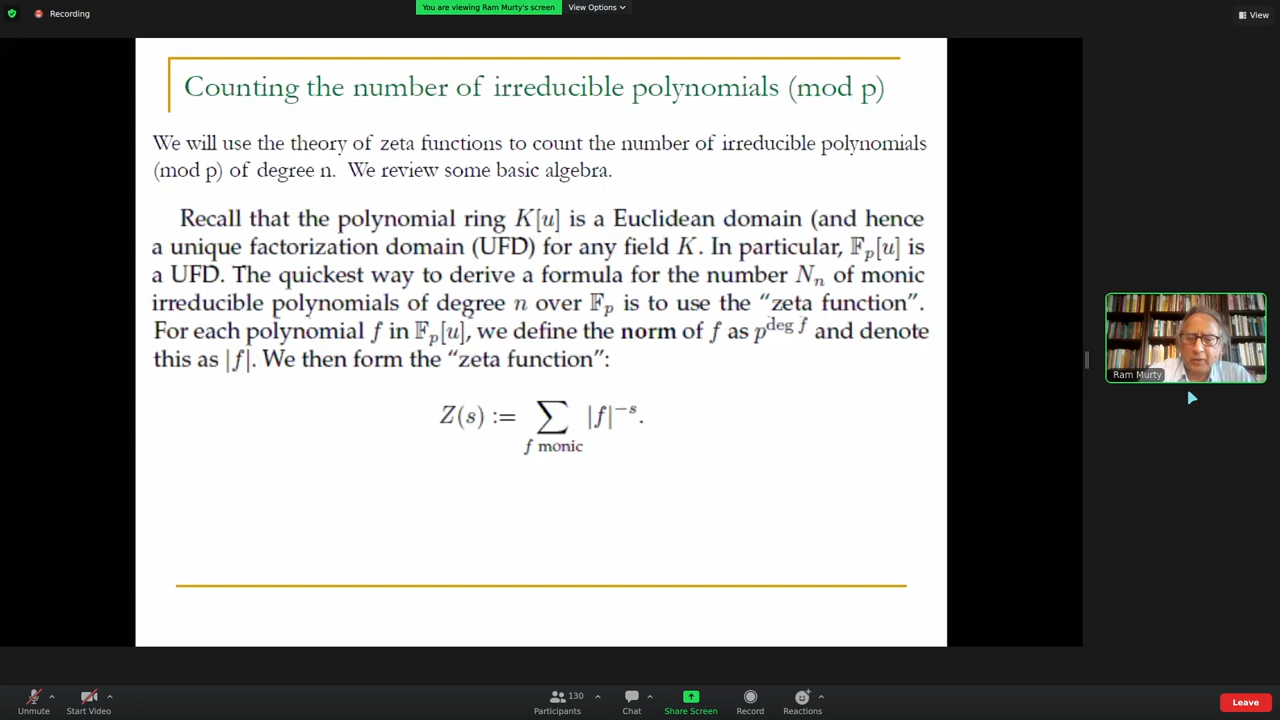 Recording
You are viewing Ram Murty's screen
View Options
View
Counting the number of irreducible polynomials (mod p)
We will use the theory of zeta functions to count the number of irreducible polynomials
(mod p) of degree n. We review some basic algebra.
Recall that the polynomial ring K[u] is a Euclidean domain (and hence
a unique factorization domain (UFD) for any field K. In particular, 𝔽ₚ[u] is
a UFD. The quickest way to derive a formula for the number Nₙ of monic
irreducible polynomials of degree n over 𝔽ₚ is to use the “zeta function”.
For each polynomial f in 𝔽ₚ[u], we define the norm of f as p^{deg f} and denote
this as |f|. We then form the “zeta function”:
Z(s) := ∑_{f monic} |f|^{−s}.
Ram Murty
Unmute
Start Video
130
Participants
Chat
Share Screen
Record
Reactions
Leave